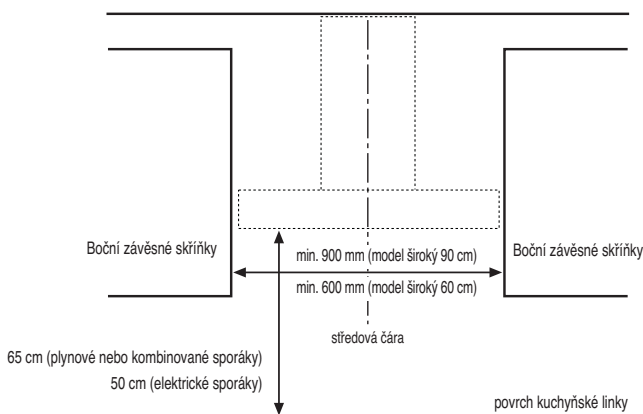 Boční závěsné skříňky
min. 900 mm (model široký 90 cm)
Boční závěsné skříňky
min. 600 mm (model široký 60 cm)
středová čára
65 cm (plynové nebo kombinované sporáky)
50 cm (elektrické sporáky)
povrch kuchyňské linky